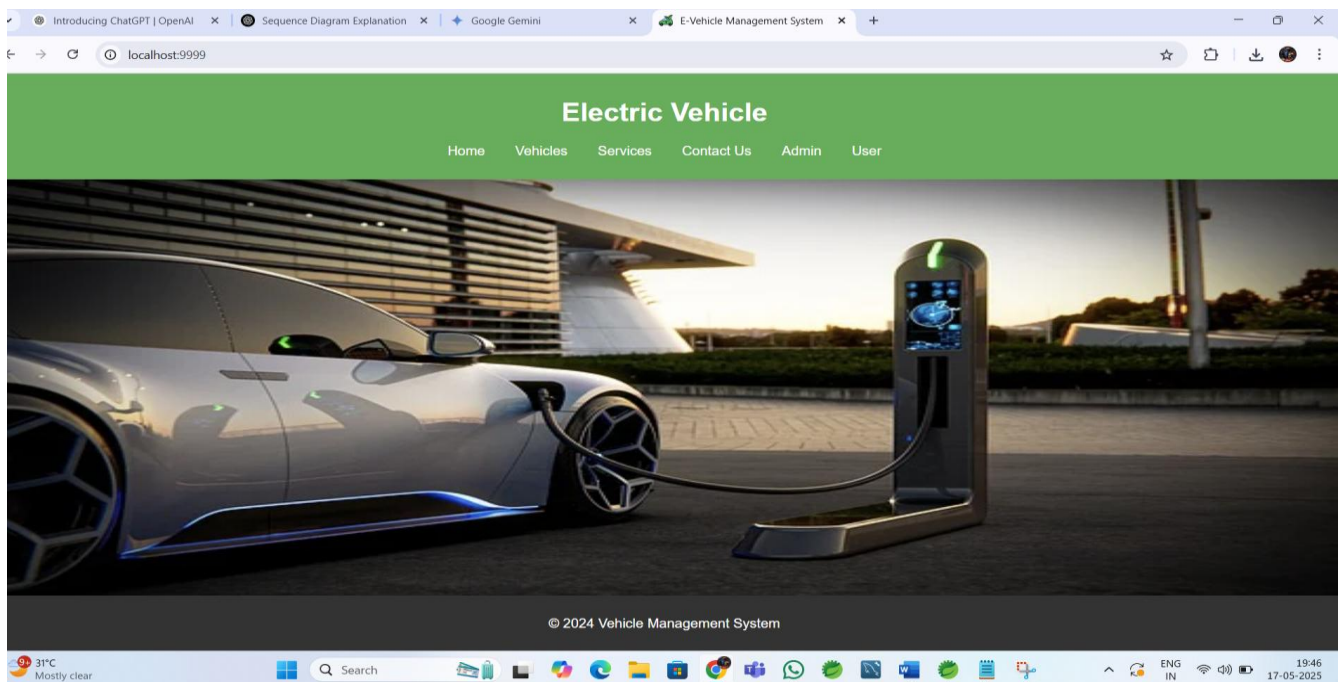 Introducing ChatGPT | OpenAI
Sequence Diagram Explanation
Google Gemini
E-Vehicle Management System
localhost:9999
Electric Vehicle
Home Vehicles Services Contact Us Admin User
© 2024 Vehicle Management System
9+
31°C
Mostly clear
Search
ENG
IN
19:46
17-05-2025